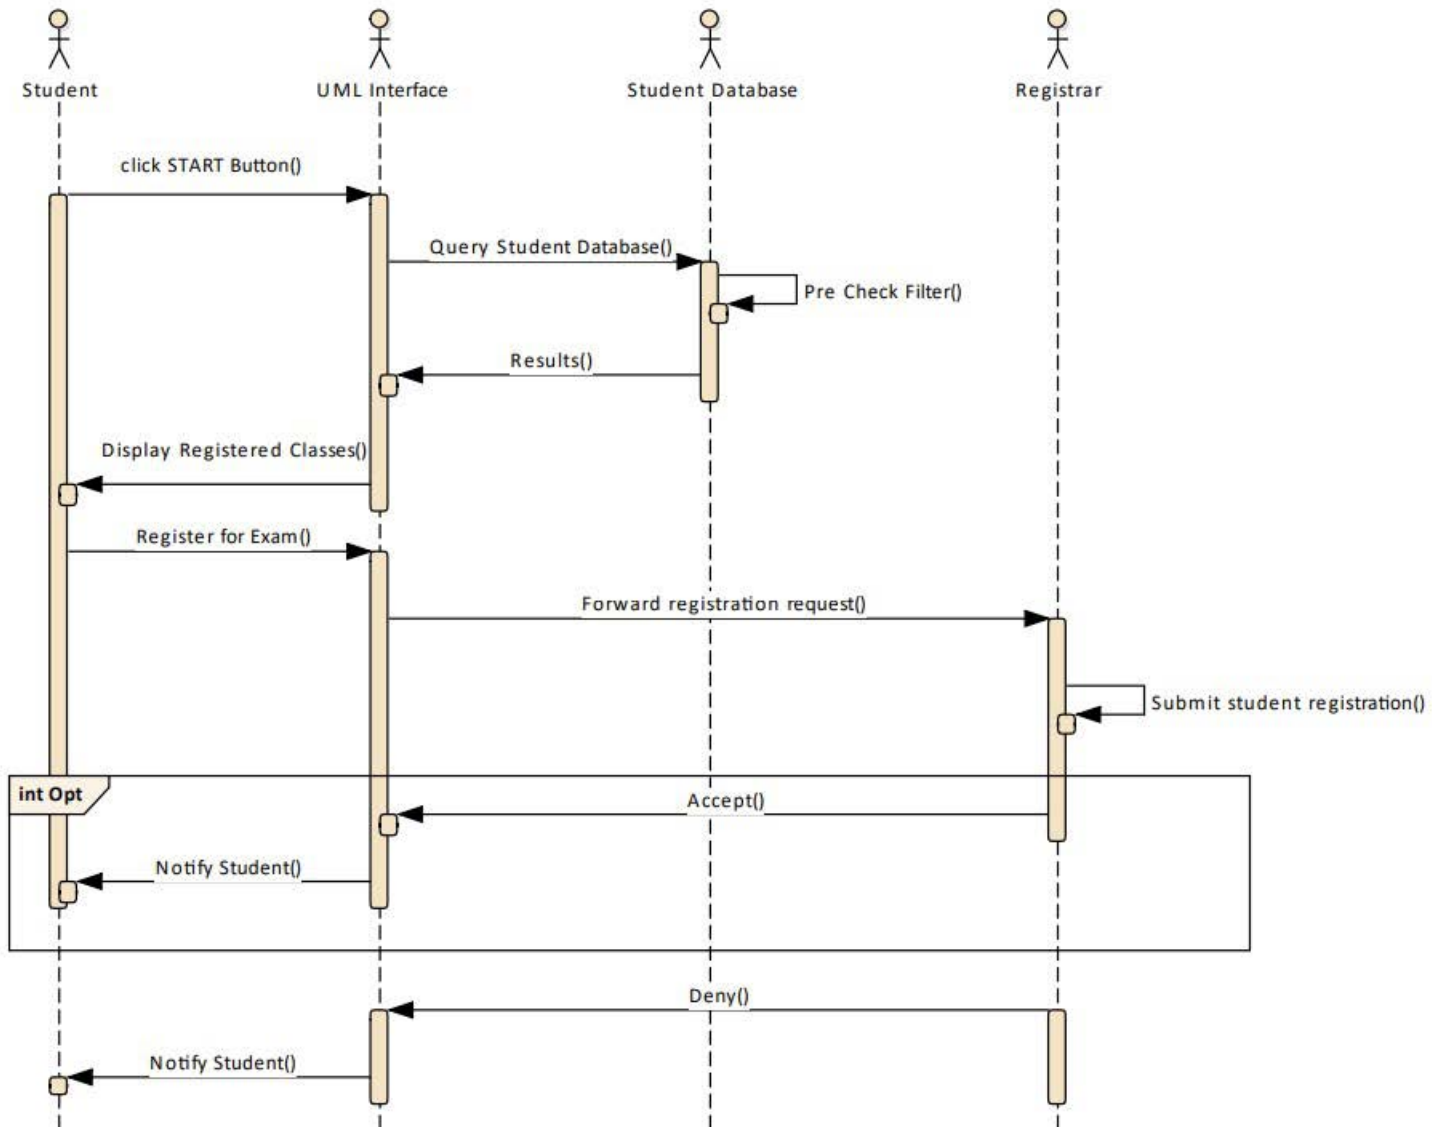 Student
UML Interface
Student Database
Registrar
click START Button()
Query Student Database()
Pre Check Filter()
Results()
Display Registered Classes()
Register for Exam()
Forward registration request()
Submit student registration()
int Opt
Accept()
Notify Student()
Deny()
Notify Student()